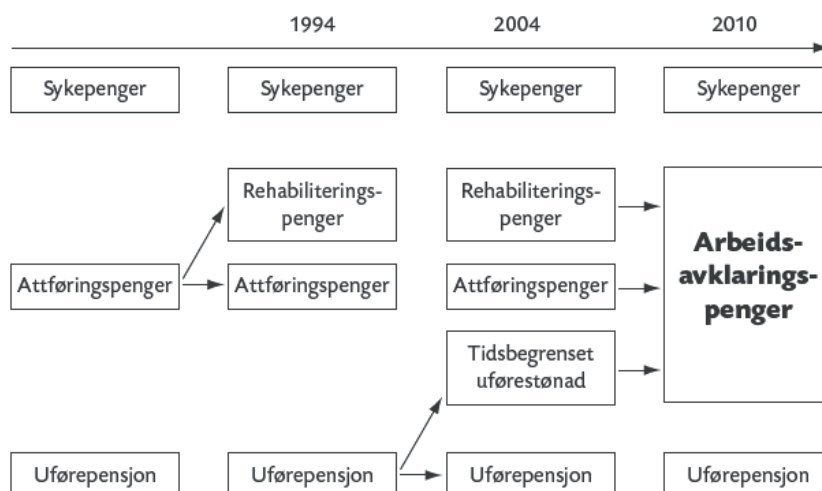 1994 2004 2010
Sykepenger Sykepenger Sykepenger Sykepenger
Rehabiliterings-
penger
Rehabiliterings-
penger
Arbeids-
avklarings-
penger
Attføringspenger Attføringspenger Attføringspenger
Tidsbegrenset
uførestønad
Uførepensjon Uførepensjon Uførepensjon Uførepensjon